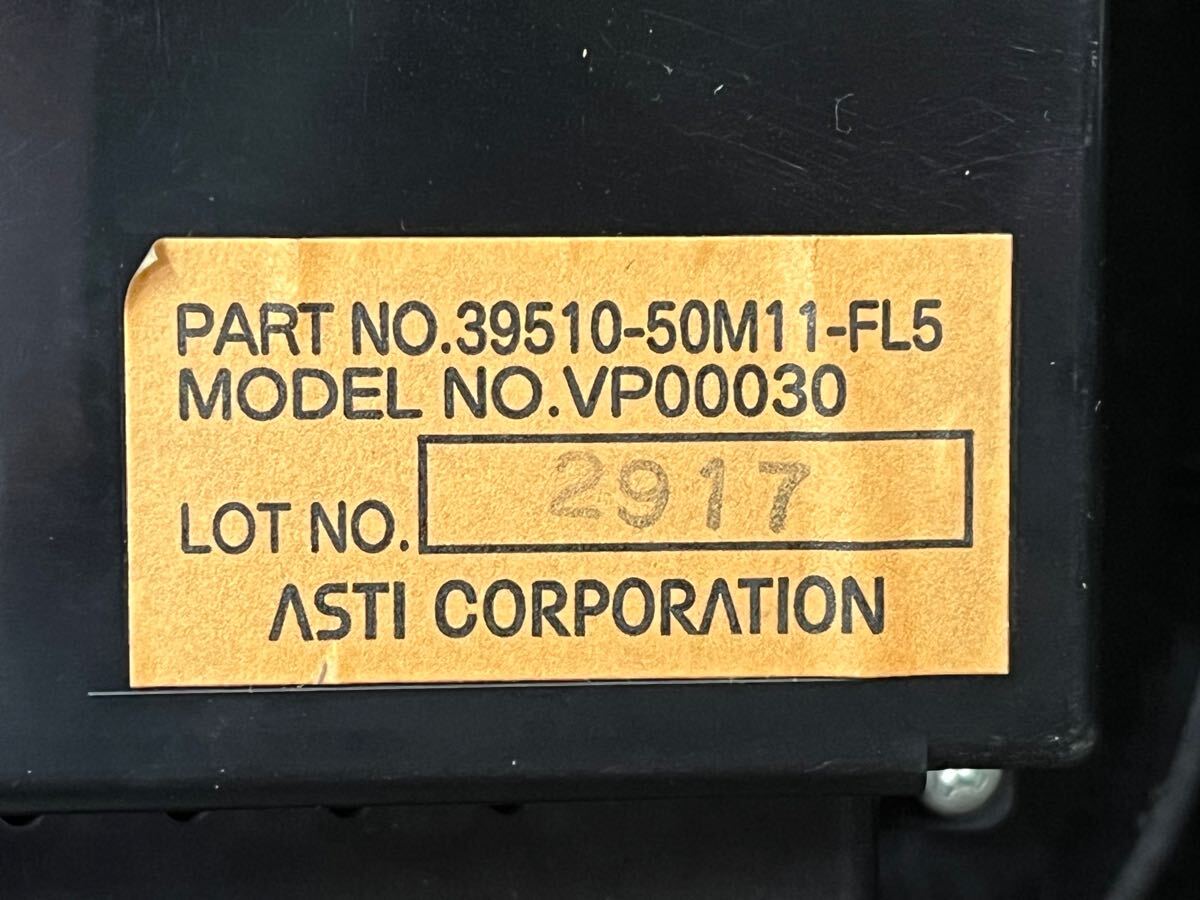 PART NO.39510-50M11-FL5
MODEL NO.VP00030
LOT NO. 2917
ASTI CORPORATION